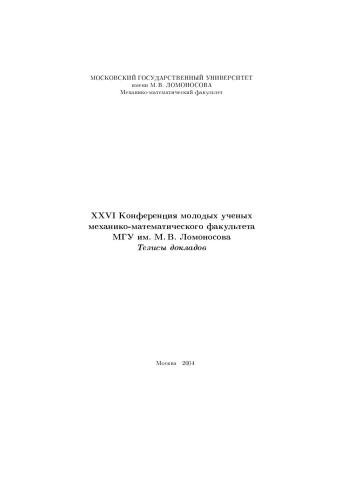 МОСКОВСКИЙ ГОСУДАРСТВЕННЫЙ УНИВЕРСИТЕТ
имени М. В. ЛОМОНОСОВА
Механико-математический факультет
XXVI Конференция молодых ученых
механико-математического факультета
МГУ им. М. В. Ломоносова
Тезисы докладов
Москва 2004